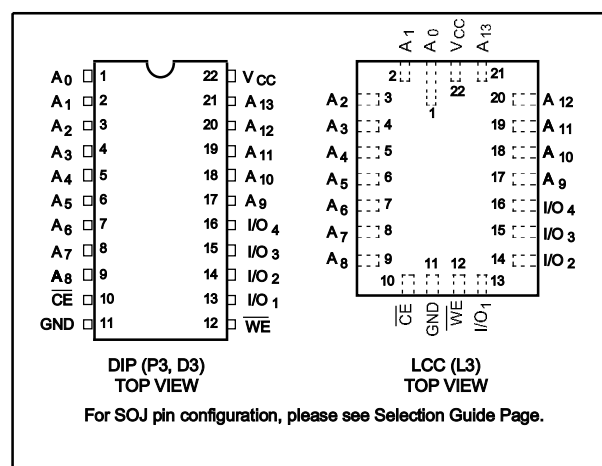 A0 1 22 VCC
A1 2 21 A13
A2 3 20 A12
A3 4 19 A11
A4 5 18 A10
A5 6 17 A9
A6 7 16 I/O4
A7 8 15 I/O3
A8 9 14 I/O2
CE 10 13 I/O1
GND 11 12 WE
DIP (P3, D3)
TOP VIEW
A1 A0 VCC A13
2 1 22 21
A2 3 20 A12
A3 4 19 A11
A4 5 18 A10
A5 6 17 A9
A6 7 16 I/O4
A7 8 15 I/O3
A8 9 14 I/O2
10 11 12 13
CE GND WE I/O1
LCC (L3)
TOP VIEW
For SOJ pin configuration, please see Selection Guide Page.